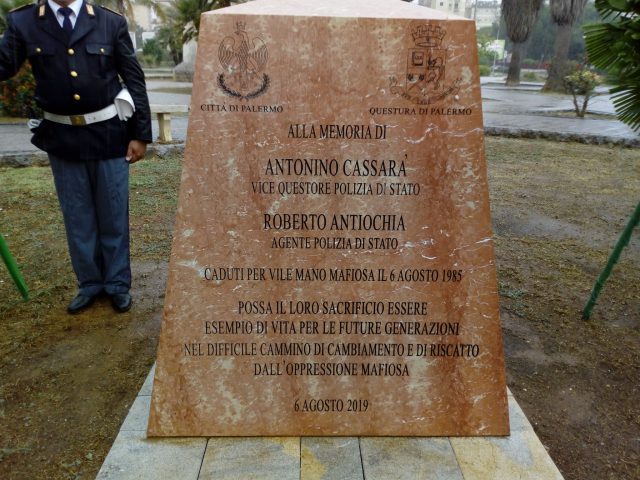 CITTÀ DI PALERMO
QUESTURA DI PALERMO
ALLA MEMORIA DI
ANTONINO CASSARA'
VICE QUESTORE POLIZIA DI STATO
ROBERTO ANTIOCHIA
AGENTE POLIZIA DI STATO
CADUTI PER VILE MANO MAFIOSA IL 6 AGOSTO 1985
POSSA IL LORO SACRIFICIO ESSERE
ESEMPIO DI VITA PER LE FUTURE GENERAZIONI
NEL DIFFICILE CAMMINO DI CAMBIAMENTO E DI RISCATTO
DALL'OPPRESSIONE MAFIOSA
6 AGOSTO 2019